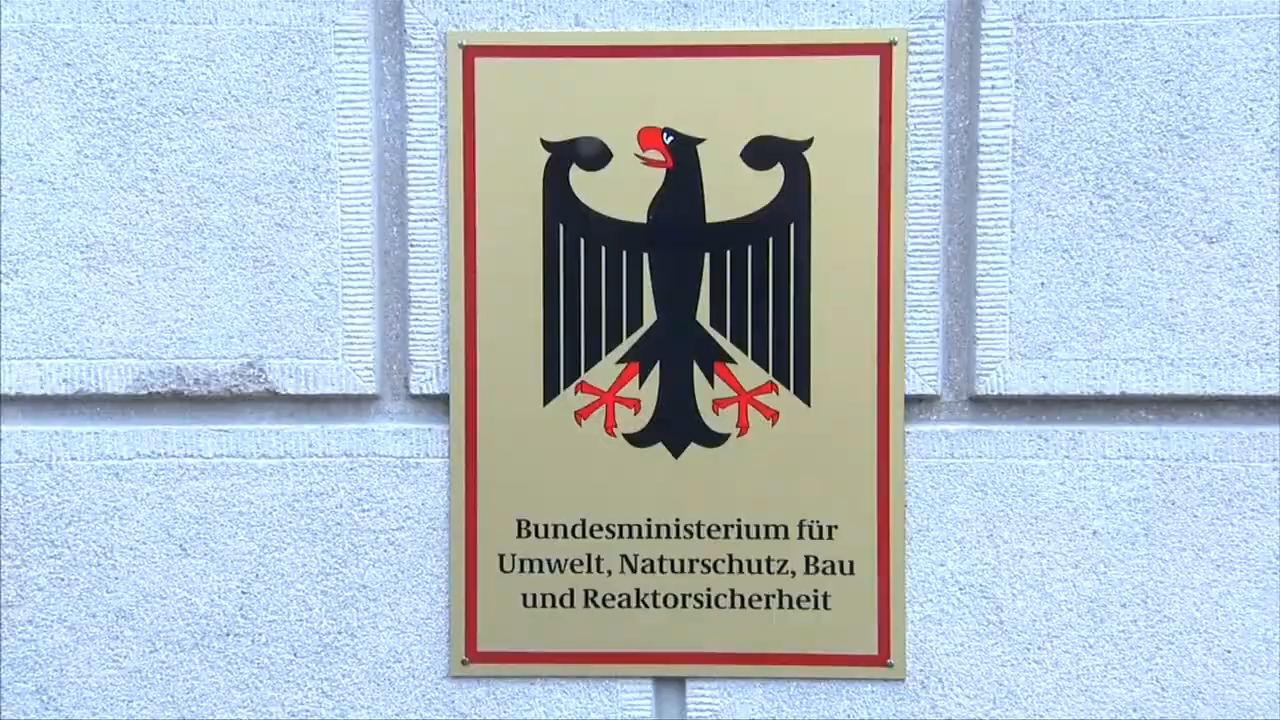 Bundesministerium für
Umwelt, Naturschutz, Bau
und Reaktorsicherheit